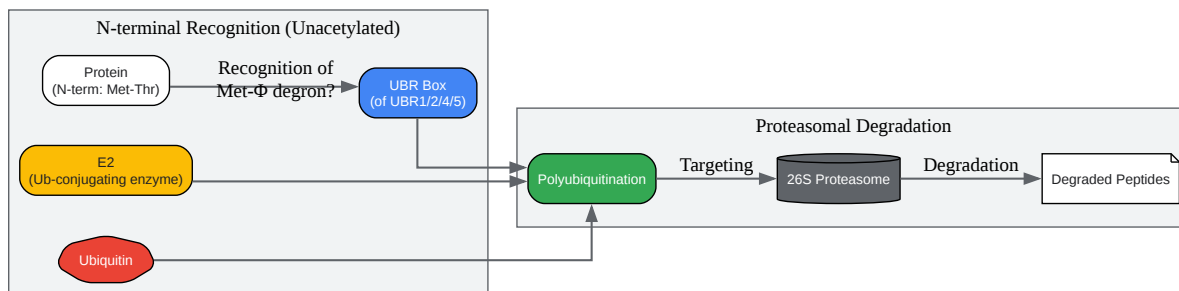 N-terminal Recognition (Unacetylated)
Protein
(N-term: Met-Thr)
Recognition of
Met-Φ degron?
UBR Box
(of UBR1/2/4/5)
E2
(Ub-conjugating enzyme)
Ubiquitin
Proteasomal Degradation
Polyubiquitination
Targeting
26S Proteasome
Degradation
Degraded Peptides